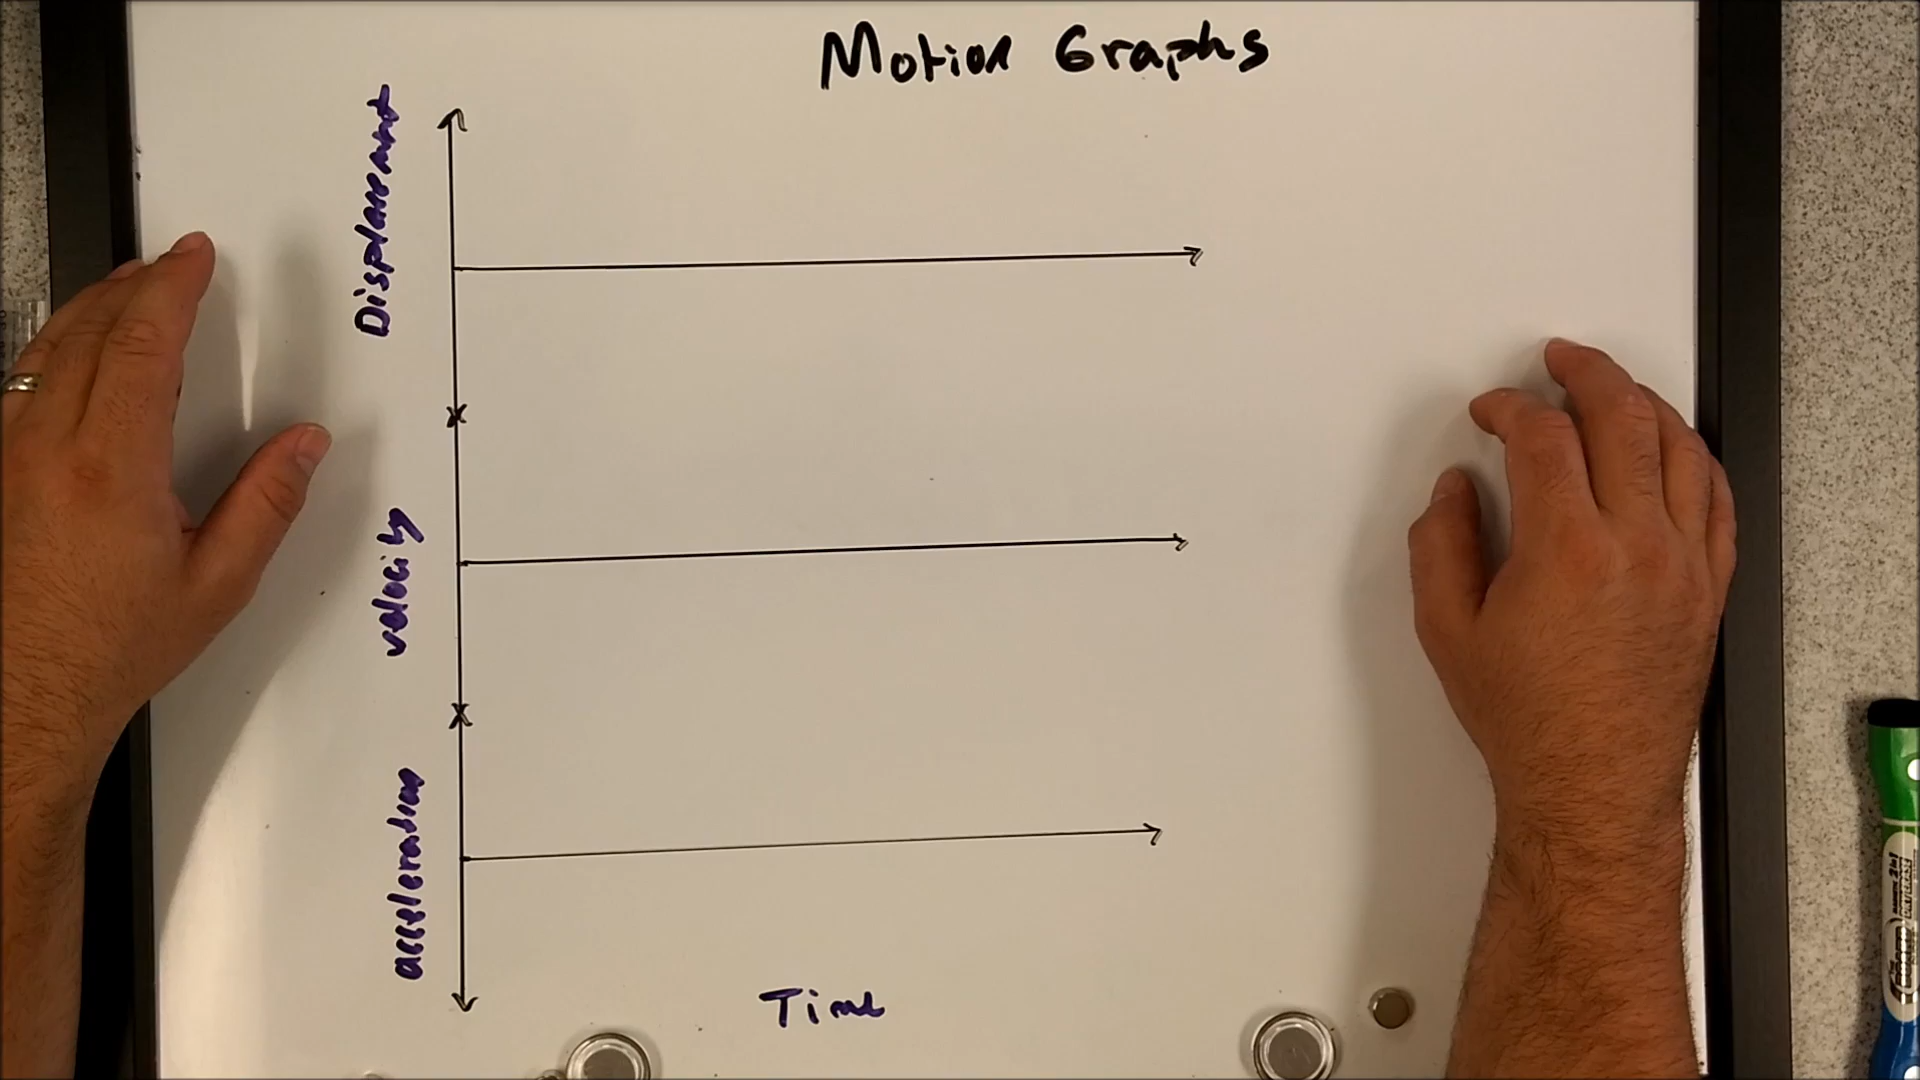 Motion Graphs
Displacement
velocity
acceleration
Time